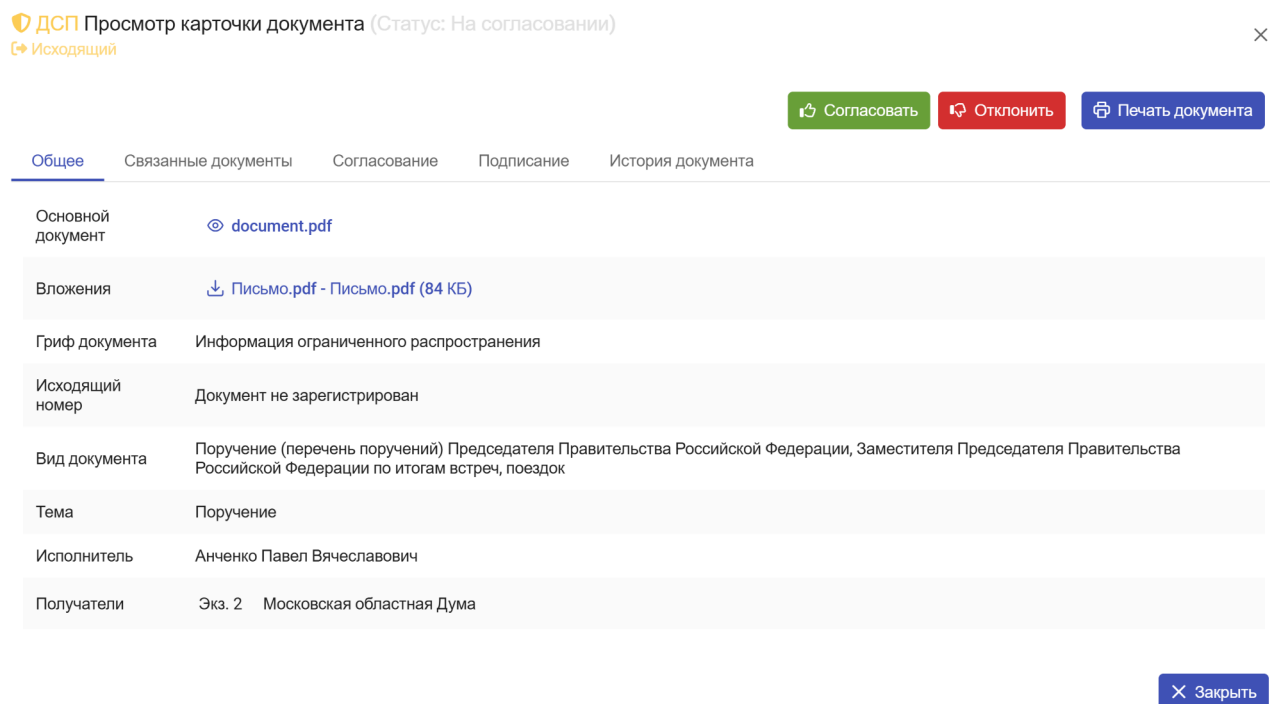 ДСП Просмотр карточки документа (Статус: На согласовании)
Исходящий
Согласовать Отклонить Печать документа
Общее Связанные документы Согласование Подписание История документа
Основной
документ
document.pdf
Вложения Письмо.pdf - Письмо.pdf (84 КБ)
Гриф документа Информация ограниченного распространения
Исходящий
номер
Документ не зарегистрирован
Вид документа
Поручение (перечень поручений) Председателя Правительства Российской Федерации, Заместителя Председателя Правительства
Российской Федерации по итогам встреч, поездок
Тема Поручение
Исполнитель Анченко Павел Вячеславович
Получатели Экз. 2 Московская областная Дума
Закрыть